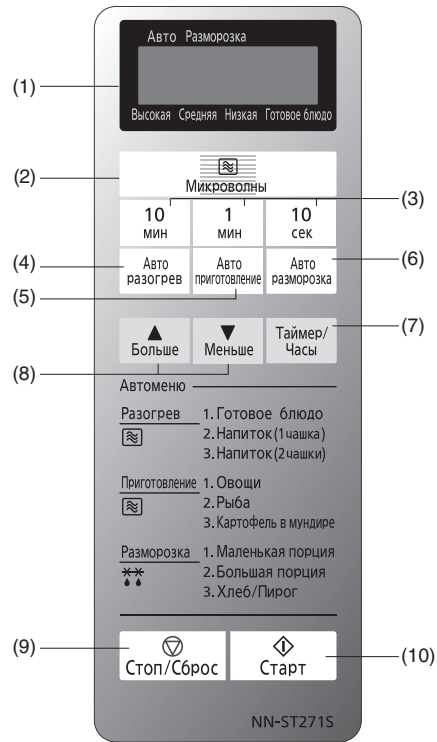 Авто Разморозка
(1)
Высокая Средняя Низкая Готовое блюдо
(2)
Микроволны
(3)
10 мин
1 мин
10 сек
(4)
Авто разогрев
Авто приготовление
Авто разморозка
(6)
(5)
(7)
▲ Больше
▼ Меньше
Таймер/ Часы
(8)
Автоменю
Разогрев
1. Готовое блюдо
2. Напиток (1 чашка)
3. Напиток (2 чашки)
Приготовление
1. Овощи
2. Рыба
3. Картофель в мундире
Разморозка
1. Маленькая порция
2. Большая порция
3. Хлеб/Пирог
(9)
Стоп/Сброс
Старт
(10)
NN-ST271S